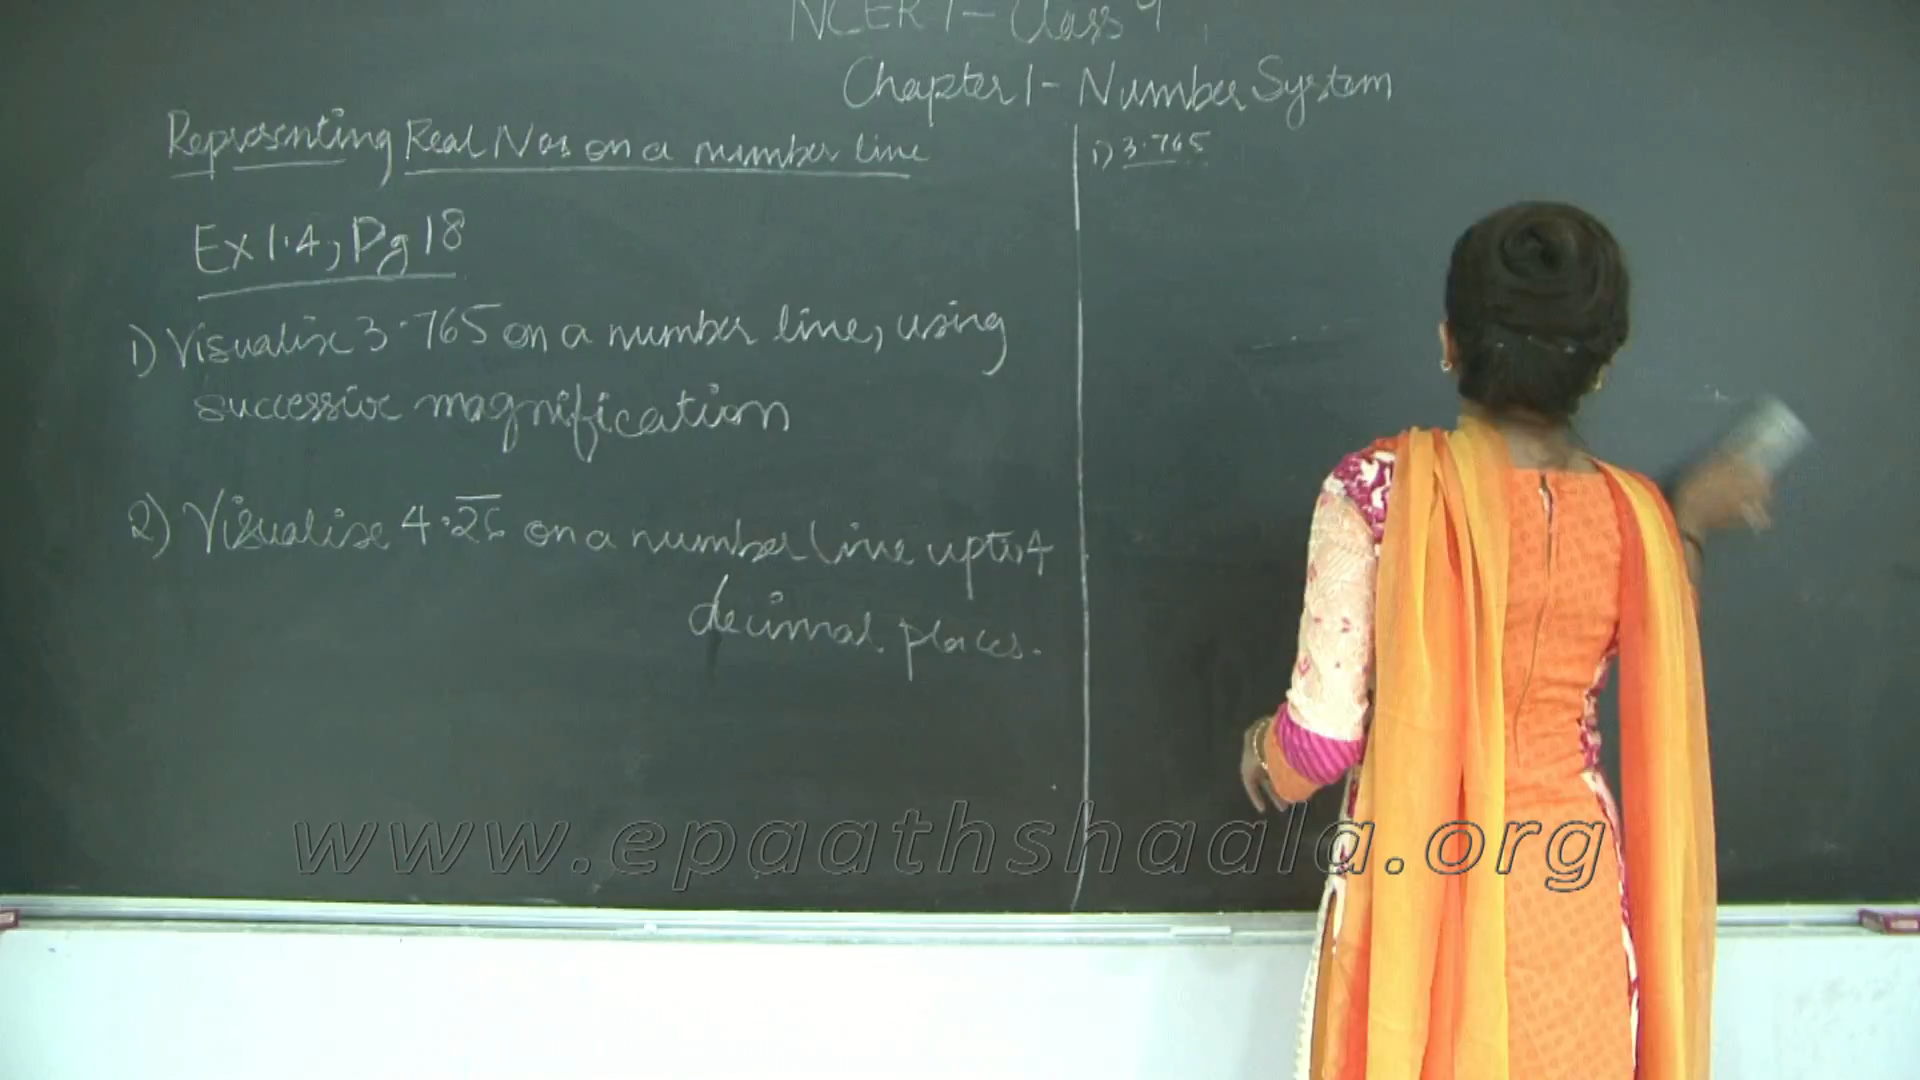 NCERT - Class 9
Chapter 1 - Number System
Representing Real Nos on a number line
Ex 1.4, Pg 18
1) Visualise 3.765 on a number line, using
successive magnification
2) Visualise 4.2̅6̅ on a number line upto 4
decimal places.
1) 3.765
www.epaathshaala.org